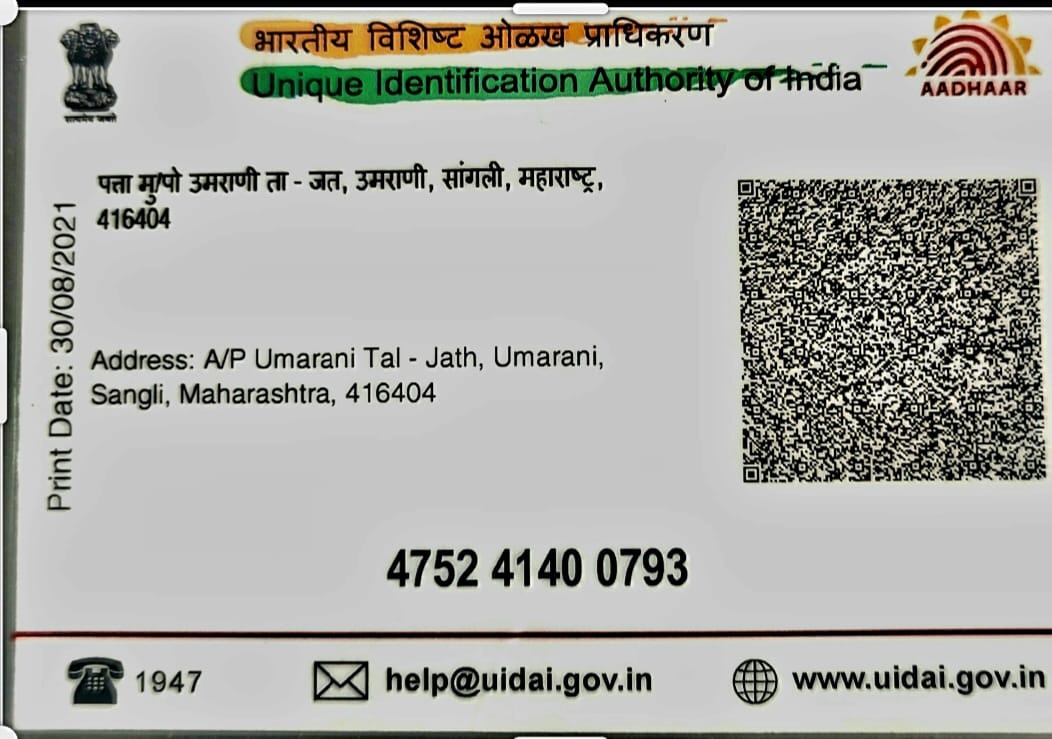 भारतीय विशिष्ट ओळख प्राधिकरण
Unique Identification Authority of India
AADHAAR
सत्यमेव जयते
पत्ता मु/पो उमराणी ता - जत, उमराणी, सांगली, महाराष्ट्र,
416404
Print Date: 30/08/2021
Address: A/P Umarani Tal - Jath, Umarani,
Sangli, Maharashtra, 416404
4752 4140 0793
1947
help@uidai.gov.in
www.uidai.gov.in